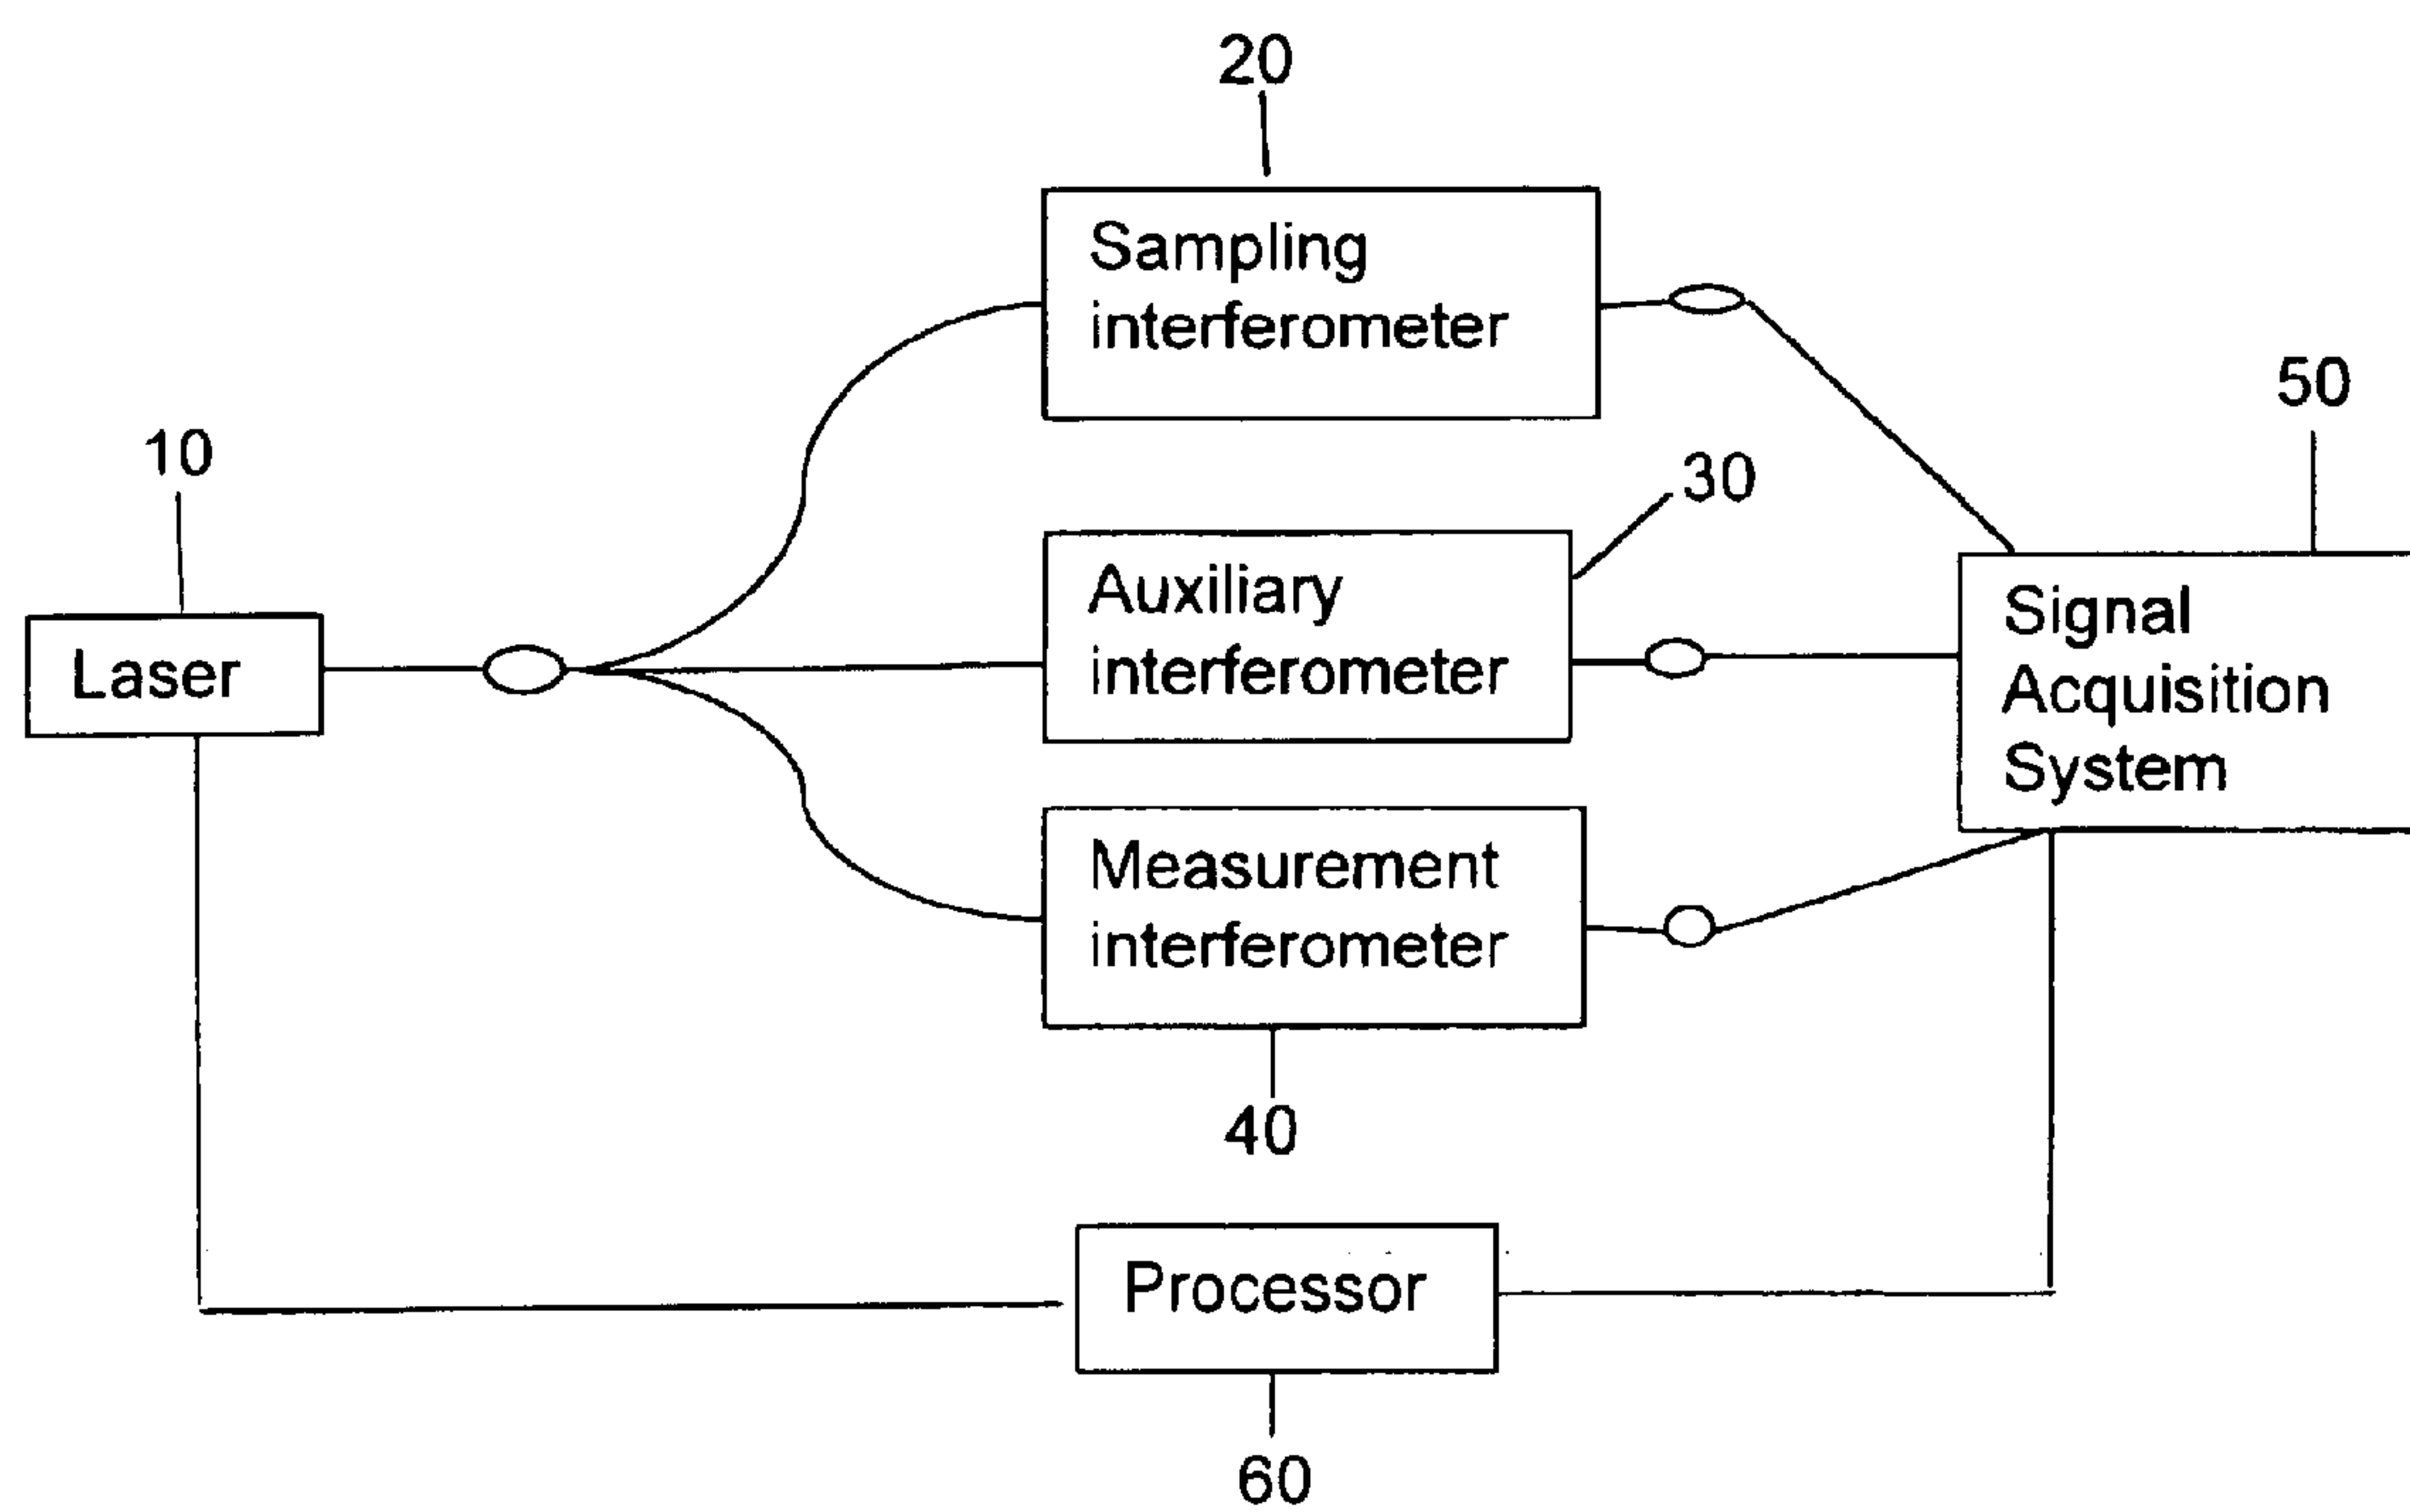 20
Sampling
interferometer
50
10
30
Auxiliary
interferometer
Laser
Signal
Acquisition
System
Measurement
interferometer
40
Processor
60